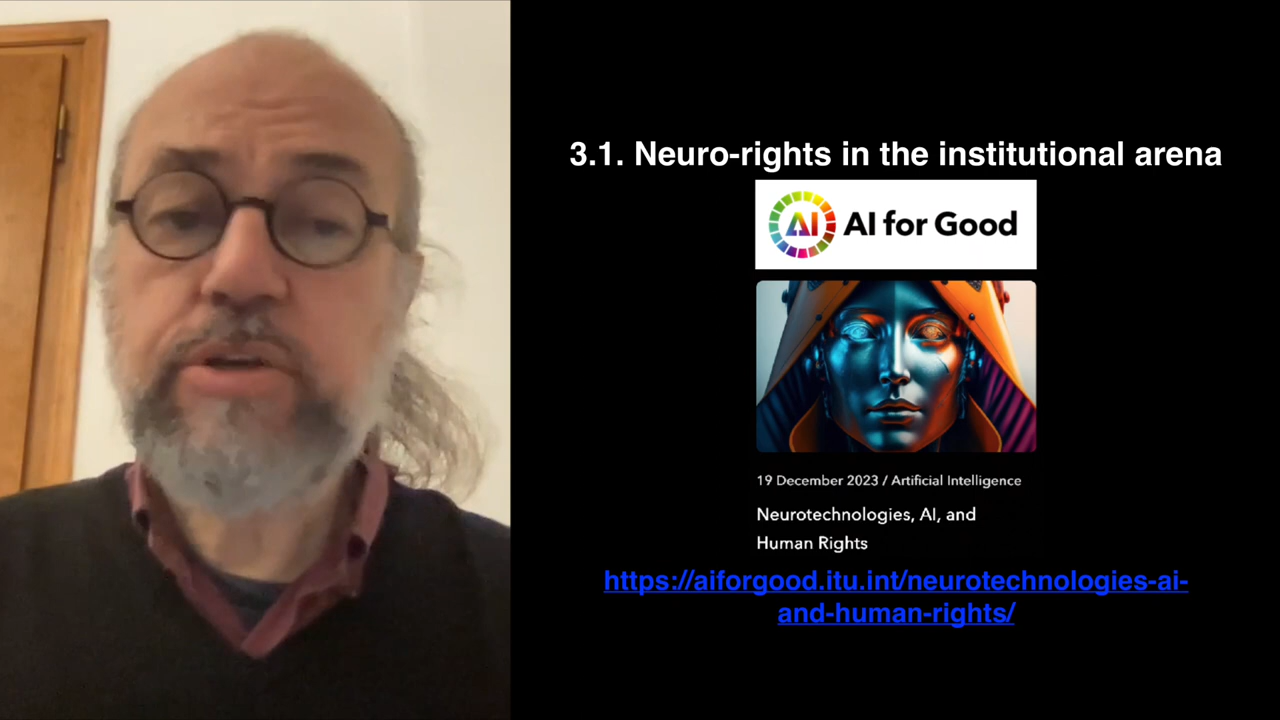 3.1. Neuro-rights in the institutional arena
AI AI for Good
19 December 2023 / Artificial Intelligence
Neurotechnologies, AI, and
Human Rights
https://aiforgood.itu.int/neurotechnologies-ai-
and-human-rights/